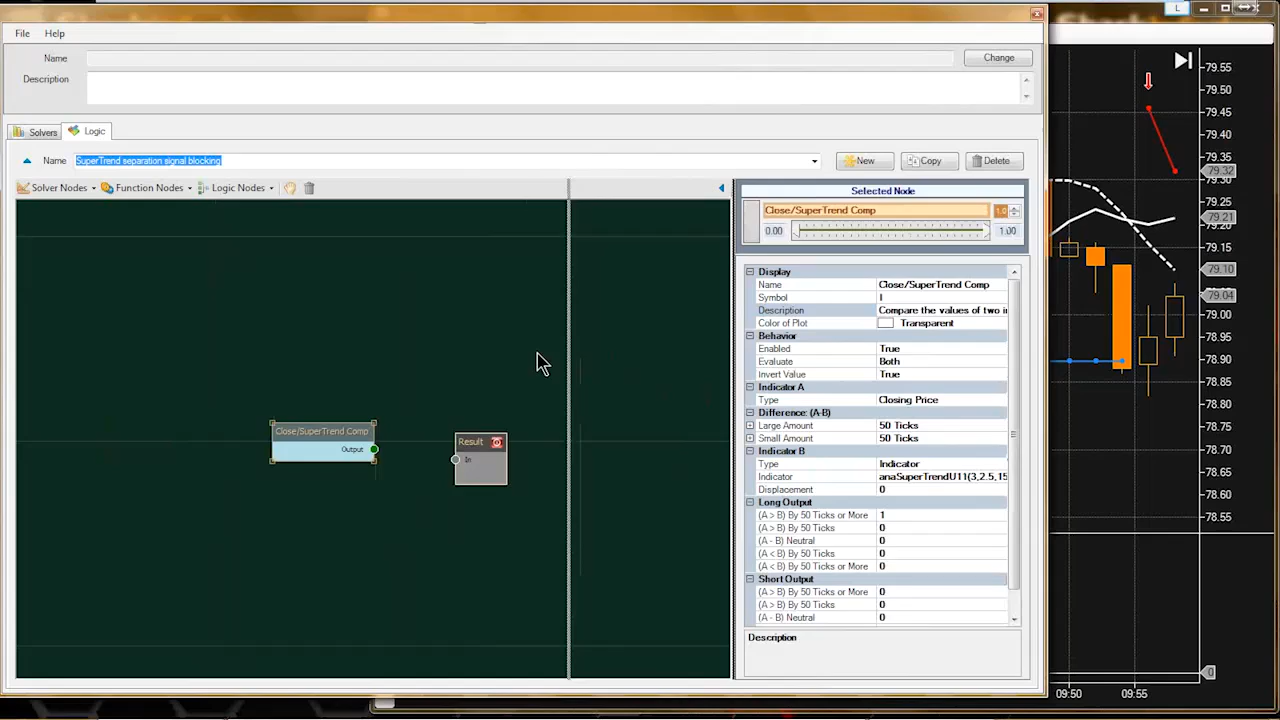 L
File Help
Name Change
Description
Solvers Logic
Name SuperTrend separation signal blocking New Copy Delete
Solver Nodes Function Nodes Logic Nodes
Selected Node
Close/SuperTrend Comp 1.0
0.00 1.00
Display
Name Close/SuperTrend Comp
Symbol I
Description Compare the values of two i
Color of Plot Transparent
Behavior
Enabled True
Evaluate Both
Invert Value True
Indicator A
Type Closing Price
Difference: (A-B)
Large Amount 50 Ticks
Small Amount 50 Ticks
Indicator B
Type Indicator
Indicator anaSuperTrendU11(3,2.5,15
Displacement 0
Long Output
(A > B) By 50 Ticks or More 1
(A > B) By 50 Ticks 0
(A - B) Neutral 0
(A < B) By 50 Ticks 0
(A < B) By 50 Ticks or More 0
Short Output
(A > B) By 50 Ticks or More 0
(A > B) By 50 Ticks 0
(A - B) Neutral 0
Description
Close/SuperTrend Comp
Output
Result
In
79.55
79.50
79.45
79.40
79.35
79.32
79.30
79.25
79.21
79.20
79.15
79.10
79.04
79.00
78.95
78.90
78.85
78.80
78.75
78.70
78.65
78.60
78.55
0
09:50 09:55